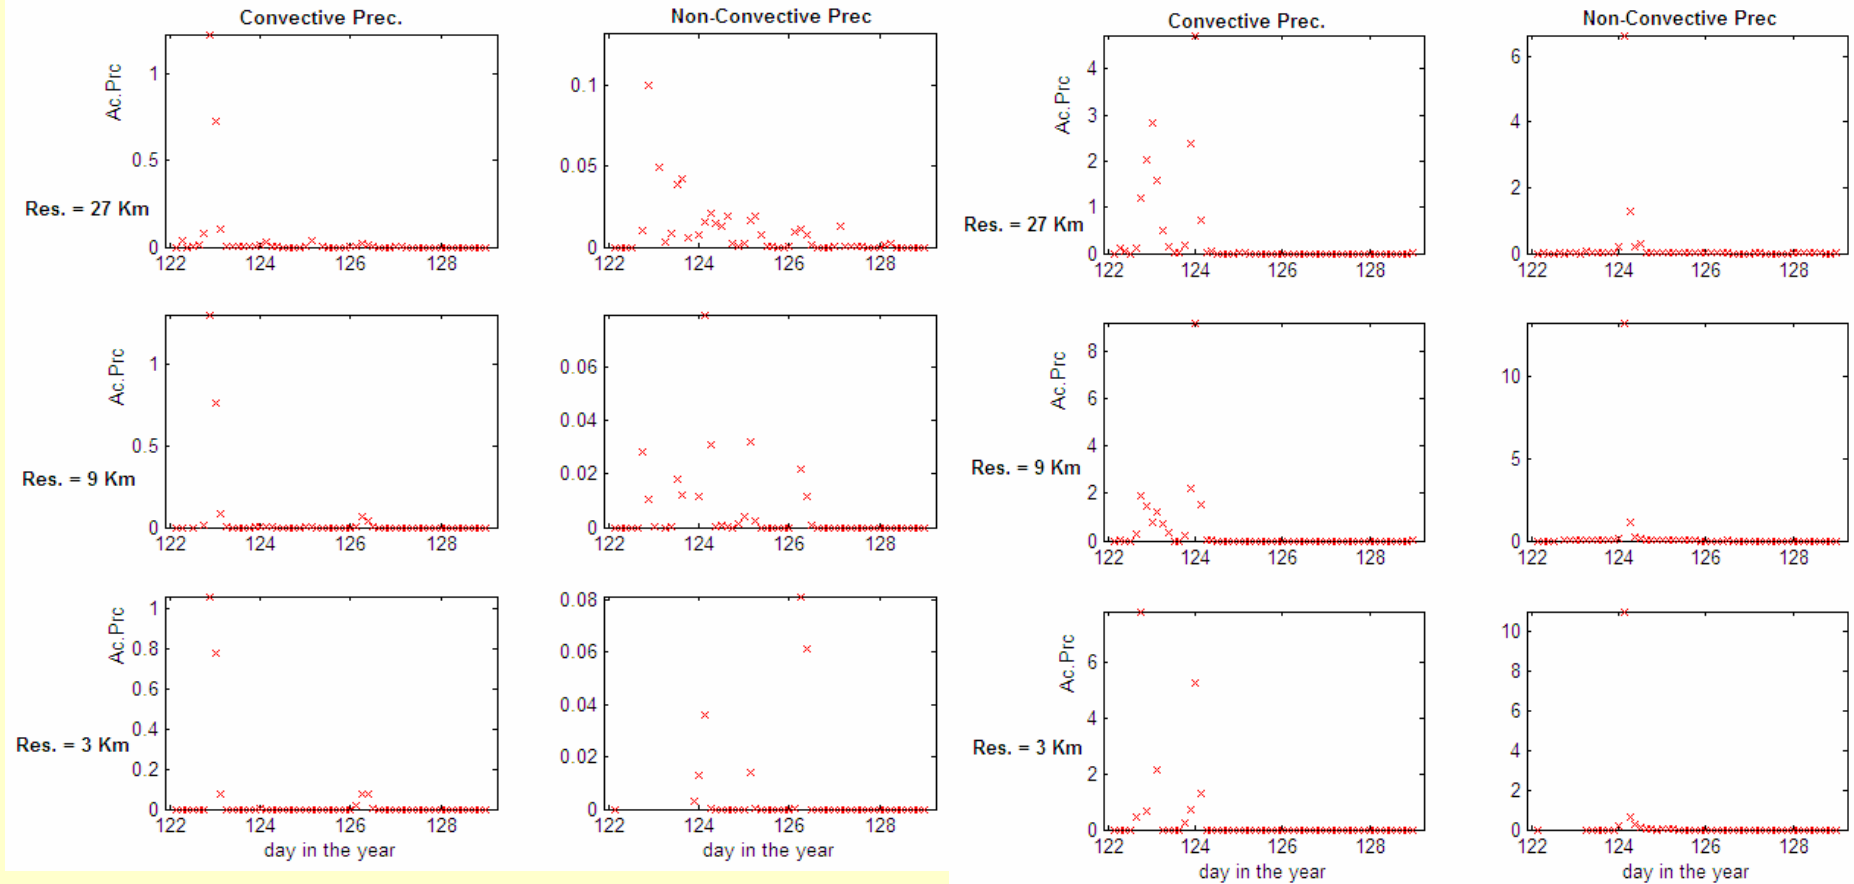 Convective Prec.
Non-Convective Prec
Convective Prec.
Non-Convective Prec
Ac.Prc
1
0.5
0
122 124 126 128
Res. = 27 Km
0.1
0.05
0
122 124 126 128
Ac.Prc
4
3
2
1
0
122 124 126 128
Res. = 27 Km
6
4
2
0
122 124 126 128
Ac.Prc
1
0.5
0
122 124 126 128
Res. = 9 Km
0.06
0.04
0.02
0
122 124 126 128
Ac.Prc
8
6
4
2
0
122 124 126 128
Res. = 9 Km
10
5
0
122 124 126 128
Ac.Prc
1
0.8
0.6
0.4
0.2
0
122 124 126 128
day in the year
Res. = 3 Km
0.08
0.06
0.04
0.02
0
122 124 126 128
day in the year
Ac.Prc
6
4
2
0
122 124 126 128
day in the year
Res. = 3 Km
10
8
6
4
2
0
122 124 126 128
day in the year